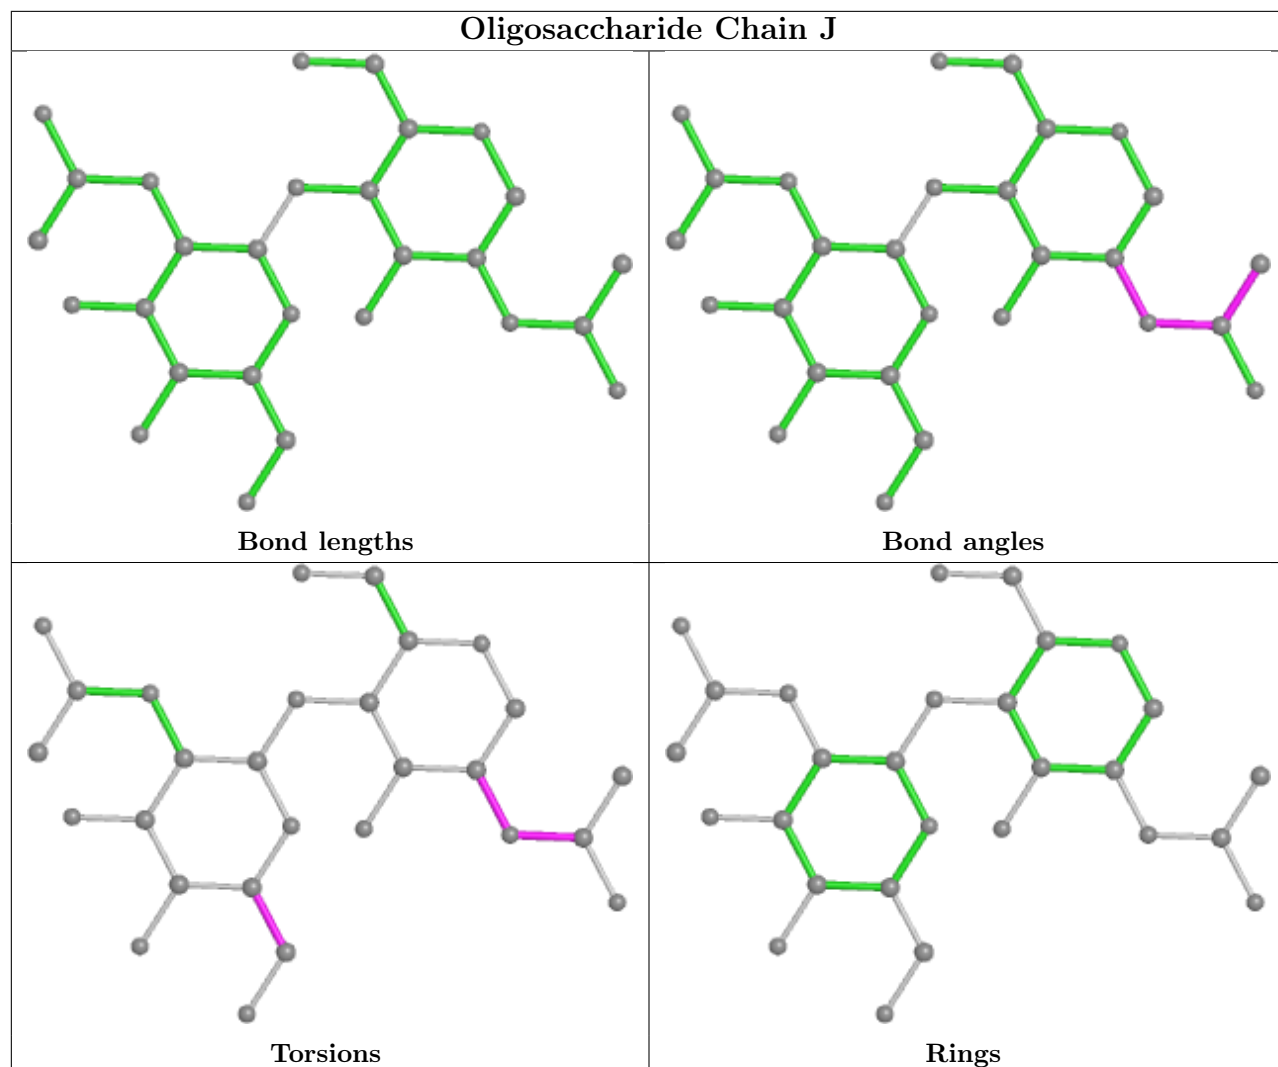 Oligosaccharide Chain J
Bond lengths
Bond angles
Torsions
Rings